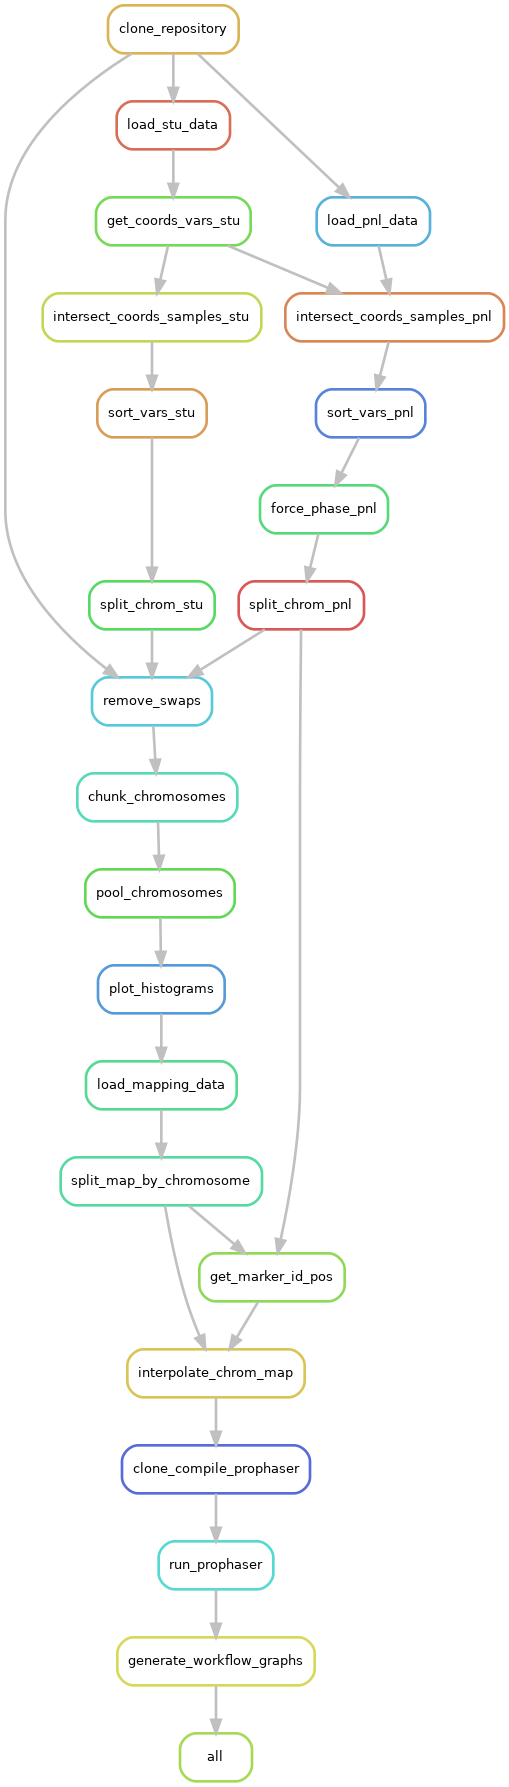 clone_repository
load_stu_data
get_coords_vars_stu
load_pnl_data
intersect_coords_samples_stu
intersect_coords_samples_pnl
sort_vars_stu
sort_vars_pnl
force_phase_pnl
split_chrom_stu
split_chrom_pnl
remove_swaps
chunk_chromosomes
pool_chromosomes
plot_histograms
load_mapping_data
split_map_by_chromosome
get_marker_id_pos
interpolate_chrom_map
clone_compile_prophaser
run_prophaser
generate_workflow_graphs
all